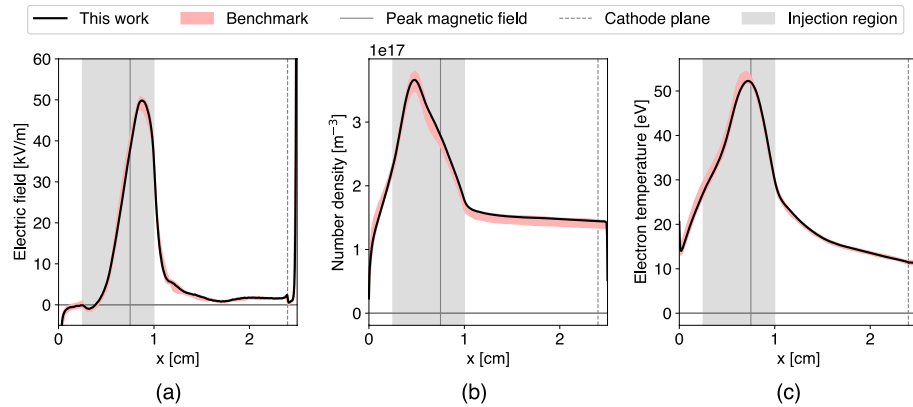 This work
Benchmark
Peak magnetic field
Cathode plane
Injection region
Electric field [kV/m]
60
50
40
30
20
10
0
0
1
2
x [cm]
(a)
1e17
Number density [m⁻³]
3
2
1
0
0
1
2
x [cm]
(b)
Electron temperature [eV]
50
40
30
20
10
0
0
1
2
x [cm]
(c)